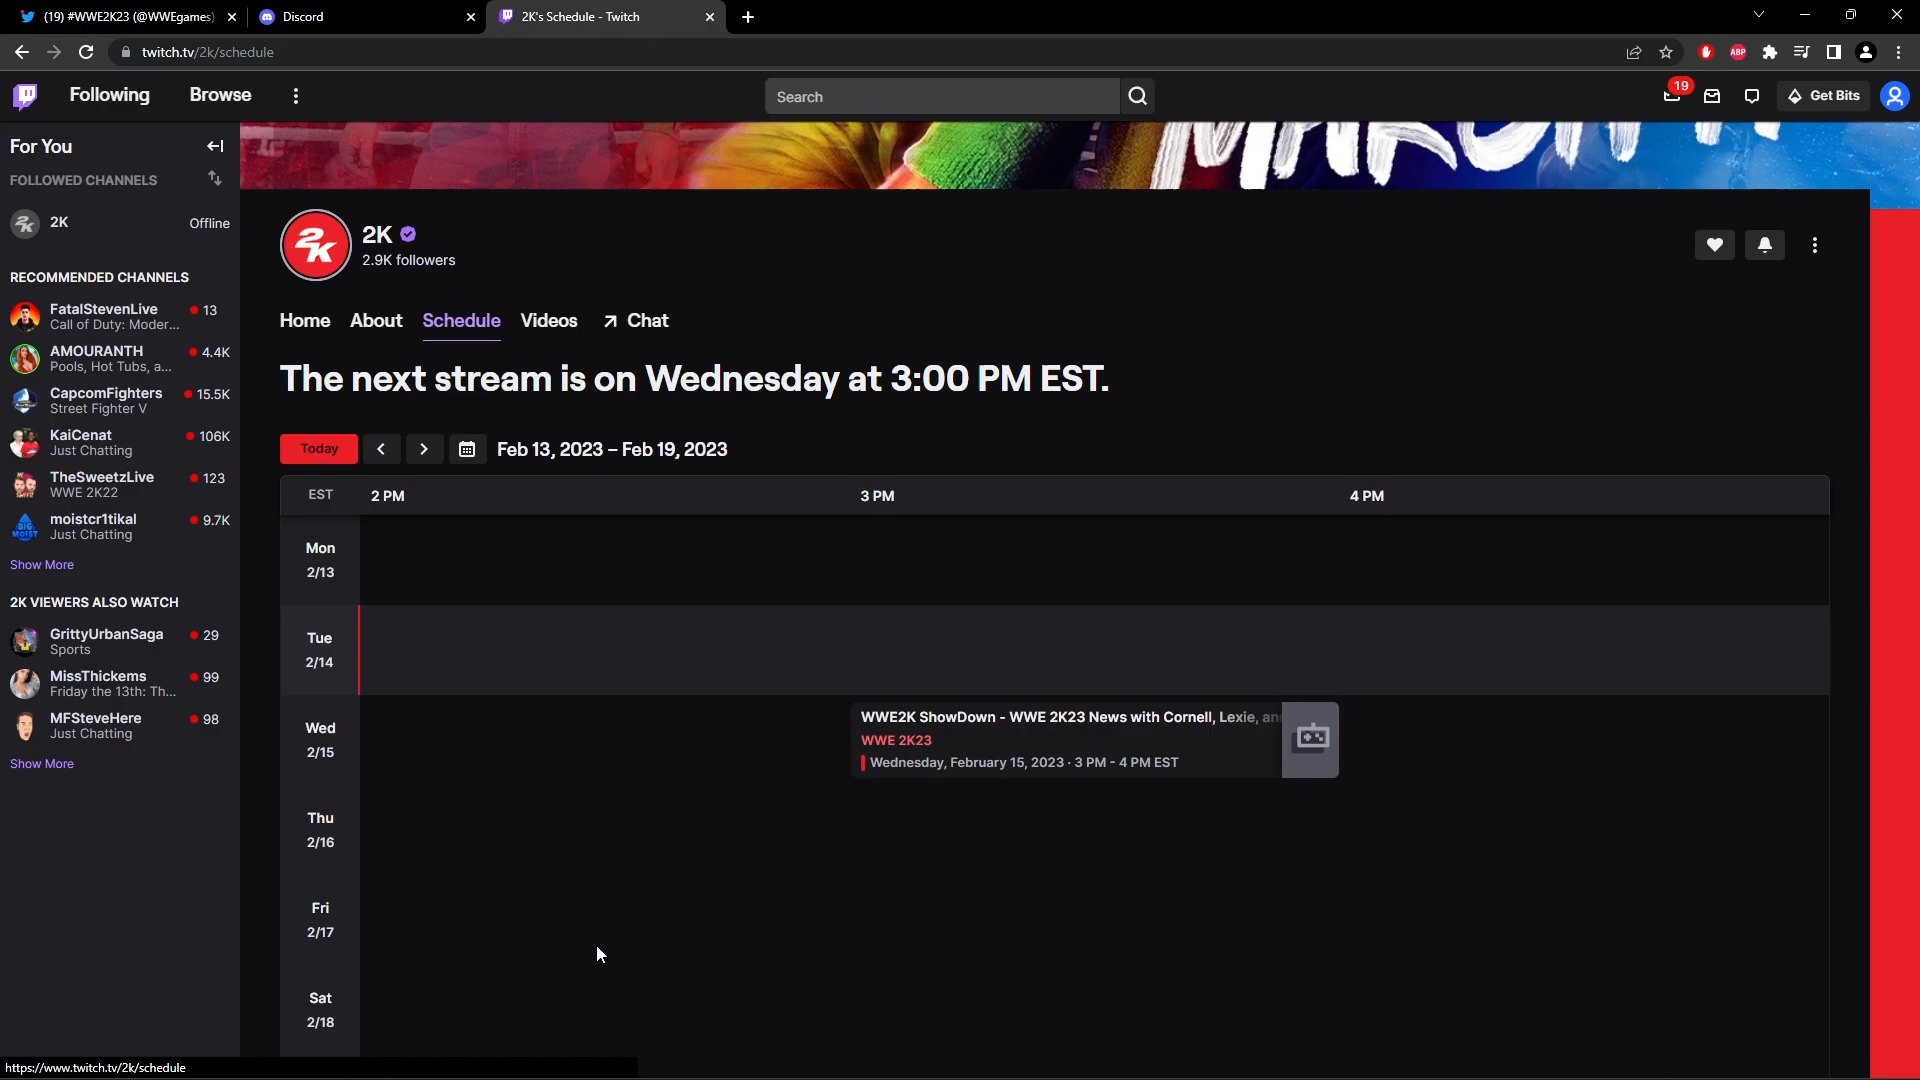 (19) #WWE2K23 (@WWEgames)
Discord
2K's Schedule - Twitch
twitch.tv/2k/schedule
ABP
Following
Browse
Search
19
Get Bits
For You
FOLLOWED CHANNELS
2K
Offline
RECOMMENDED CHANNELS
FatalStevenLive
13
Call of Duty: Moder...
AMOURANTH
4.4K
Pools, Hot Tubs, a...
CapcomFighters
15.5K
Street Fighter V
KaiCenat
106K
Just Chatting
TheSweetzLive
123
WWE 2K22
moistcr1tikal
9.7K
Just Chatting
Show More
2K VIEWERS ALSO WATCH
GrittyUrbanSaga
29
Sports
MissThickems
99
Friday the 13th: Th...
MFSteveHere
98
Just Chatting
Show More
2K
2K
2.9K followers
Home
About
Schedule
Videos
Chat
The next stream is on Wednesday at 3:00 PM EST.
Today
Feb 13, 2023 – Feb 19, 2023
EST
2 PM
3 PM
4 PM
Mon
2/13
Tue
2/14
Wed
2/15
WWE2K ShowDown - WWE 2K23 News with Cornell, Lexie, an
WWE 2K23
Wednesday, February 15, 2023 · 3 PM - 4 PM EST
Thu
2/16
Fri
2/17
Sat
2/18
https://www.twitch.tv/2k/schedule